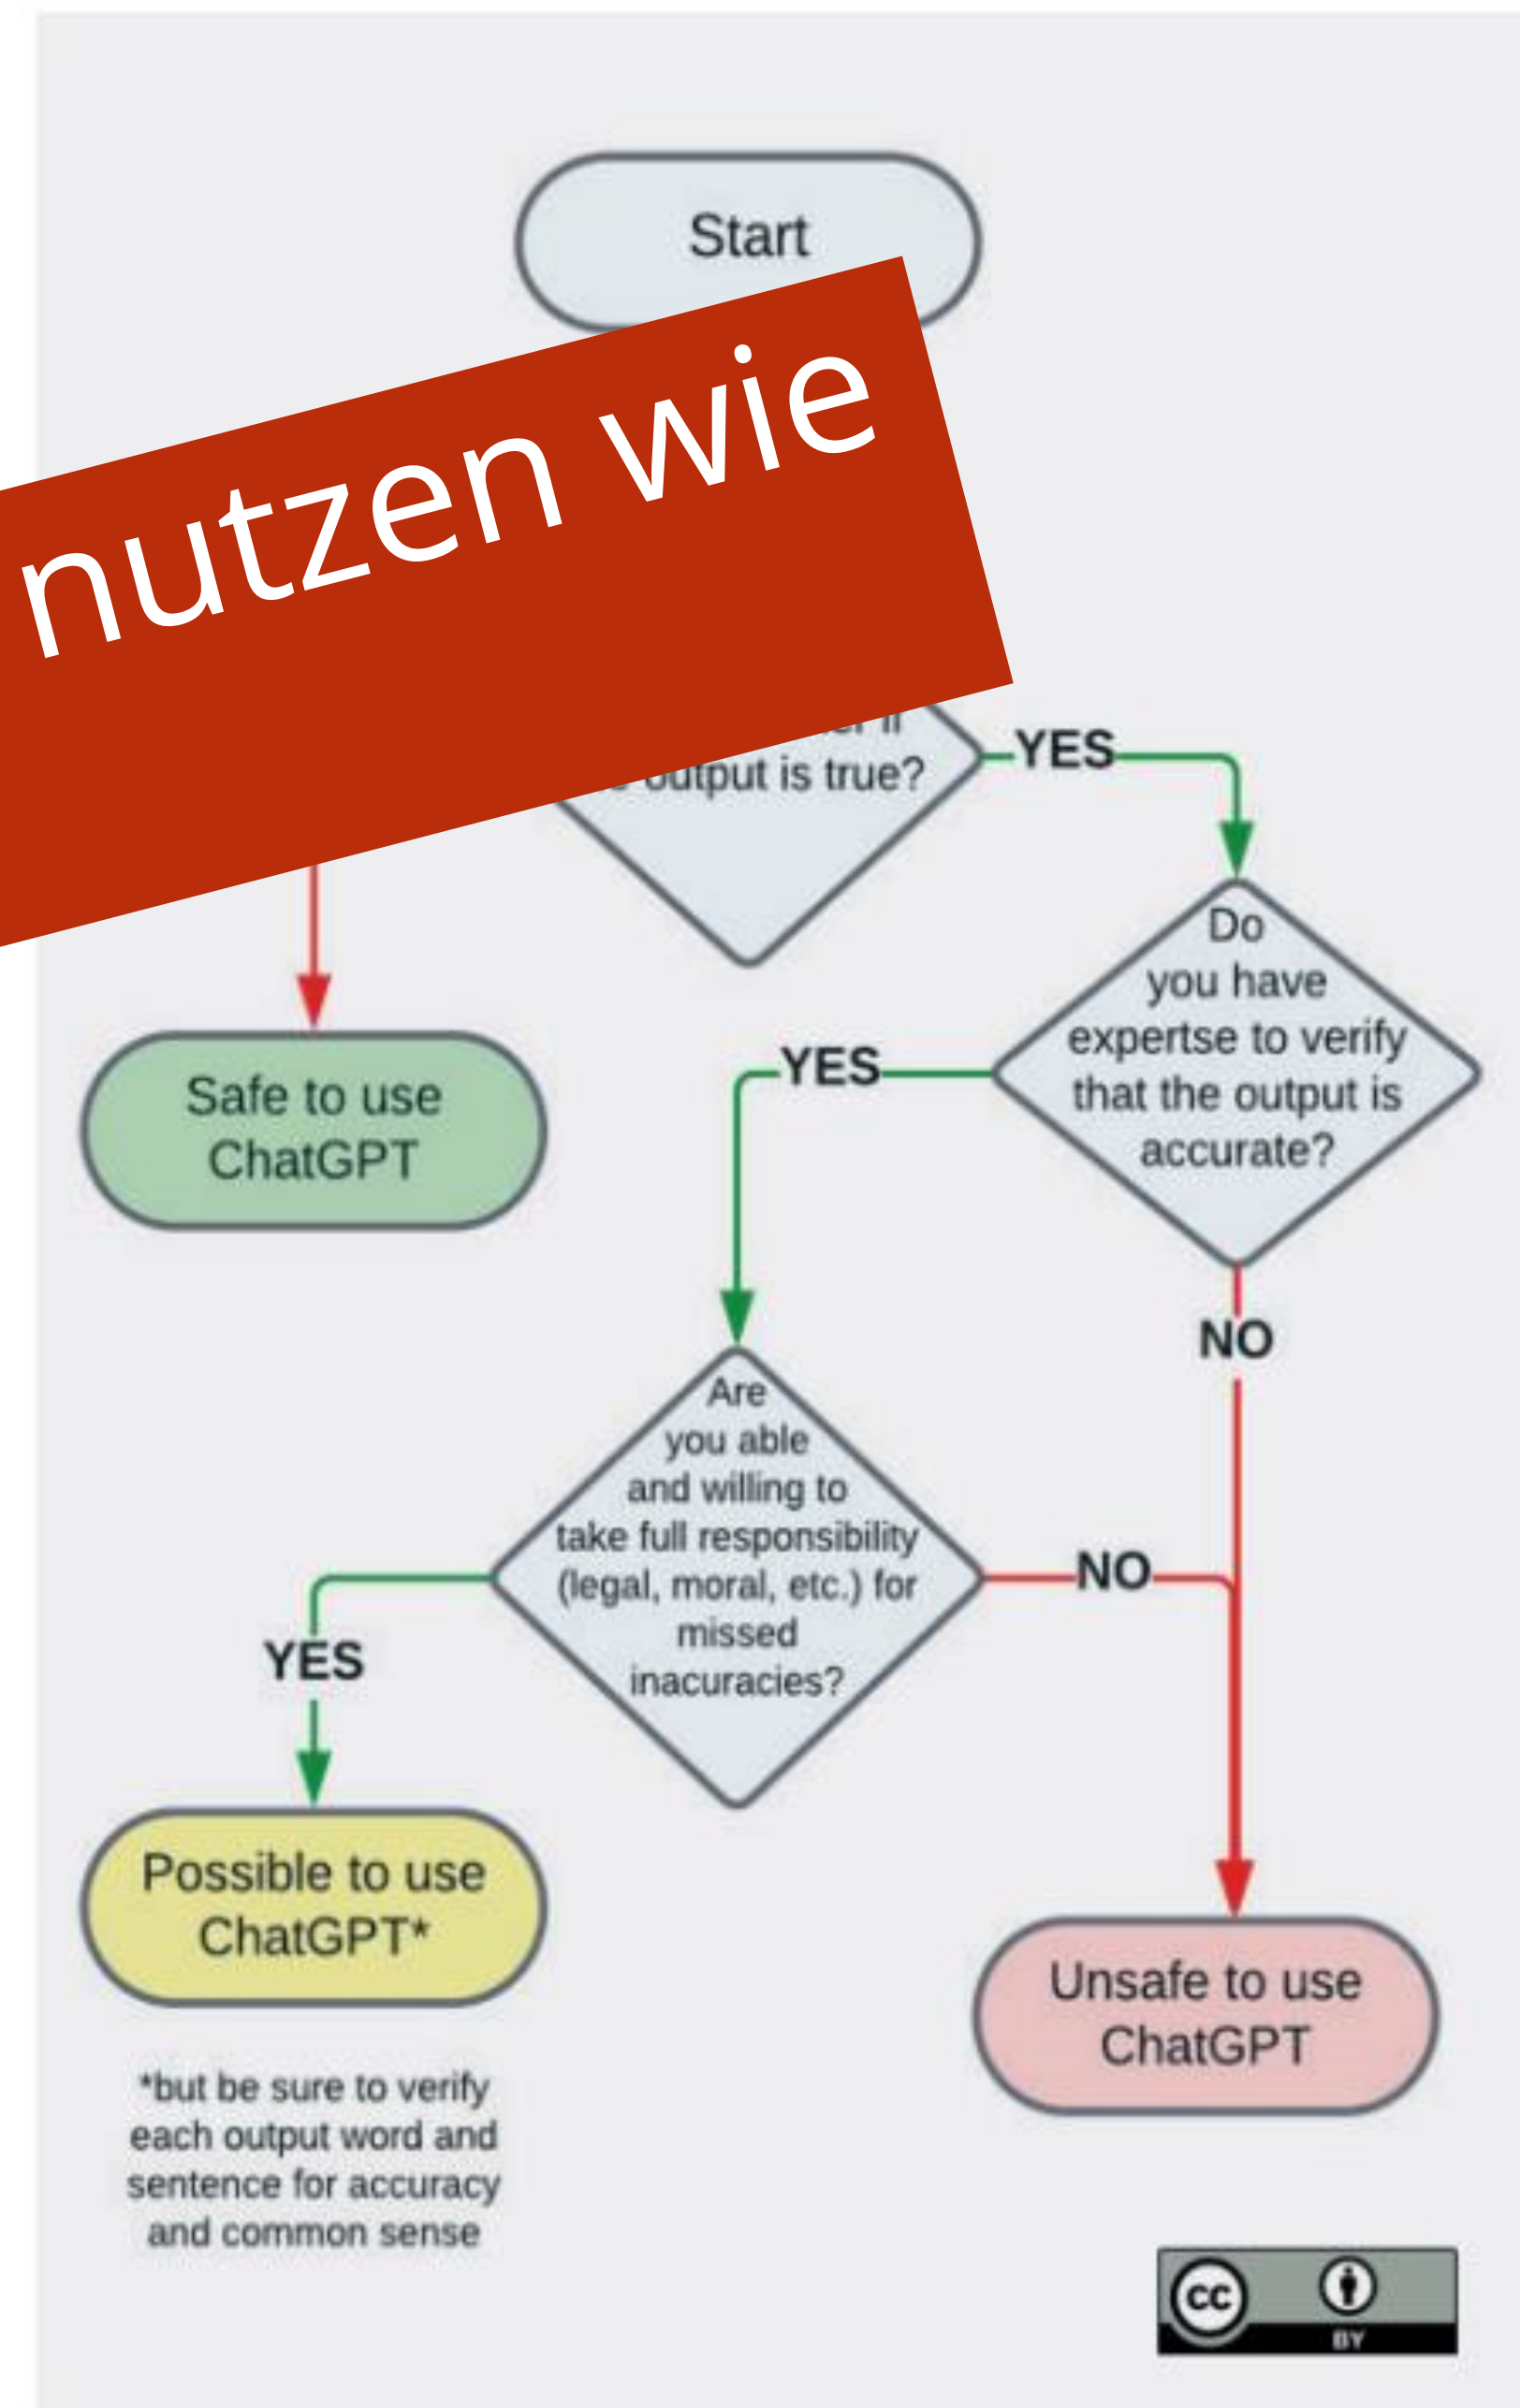 Start
nutzen wie
output is true?
YES
Do
you have
expertse to verify
that the output is
accurate?
YES
Safe to use
ChatGPT
NO
Are
you able
and willing to
take full responsibility
(legal, moral, etc.) for
missed
inacuracies?
NO
YES
Possible to use
ChatGPT*
Unsafe to use
ChatGPT
*but be sure to verify
each output word and
sentence for accuracy
and common sense
cc
BY